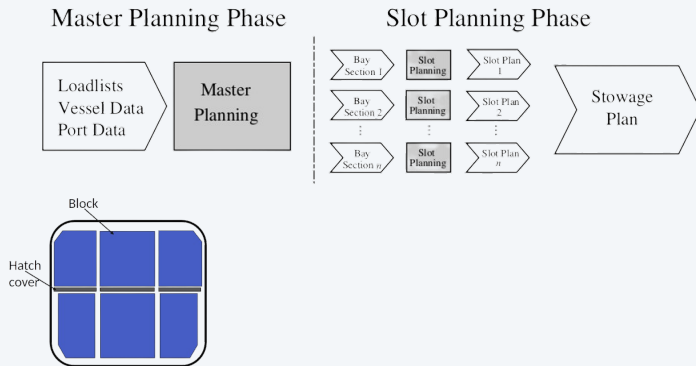 Master Planning Phase
Slot Planning Phase
Loadlists
Vessel Data
Port Data
Master
Planning
Bay
Section 1
Slot
Planning
Slot Plan
1
Bay
Section 2
Slot
Planning
Slot Plan
2
Bay
Section n
Slot
Planning
Slot Plan
n
Stowage
Plan
Block
Hatch
cover